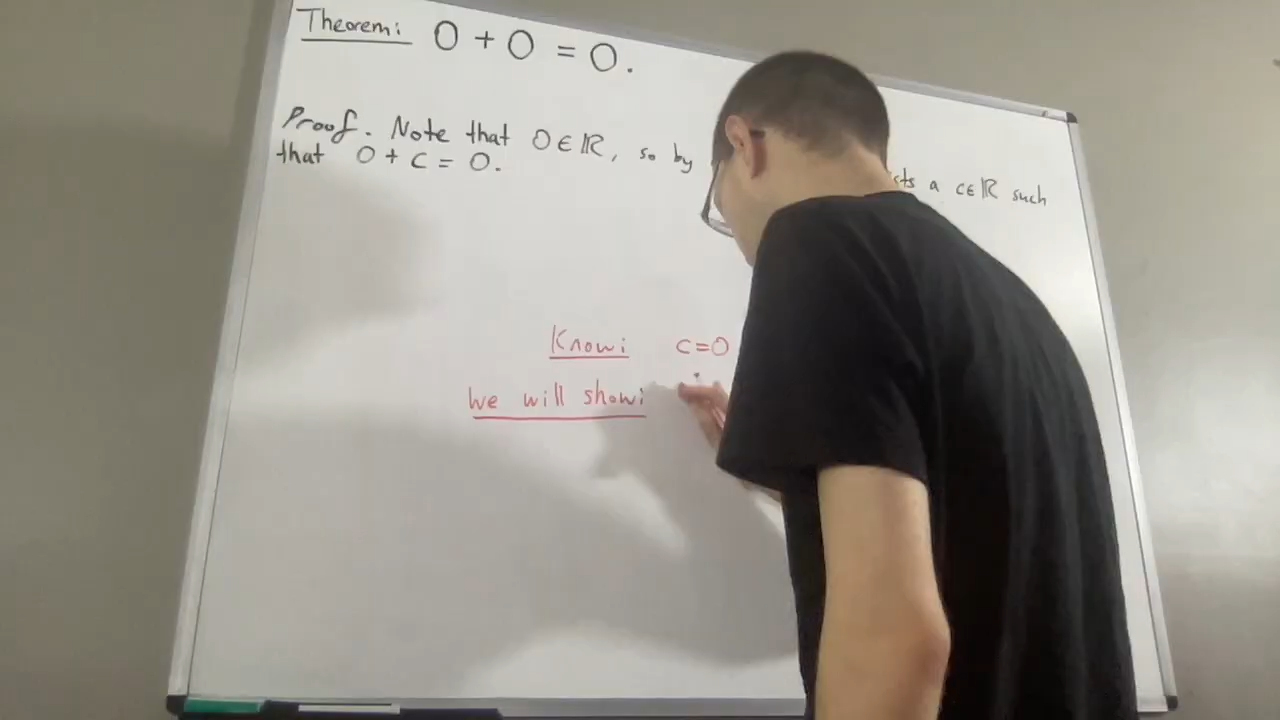 Theorem: 0 + 0 = 0.
Proof. Note that 0 ∈ ℝ, so by a c∈ℝ such
that 0 + c = 0.
Know: c=0
We will show: